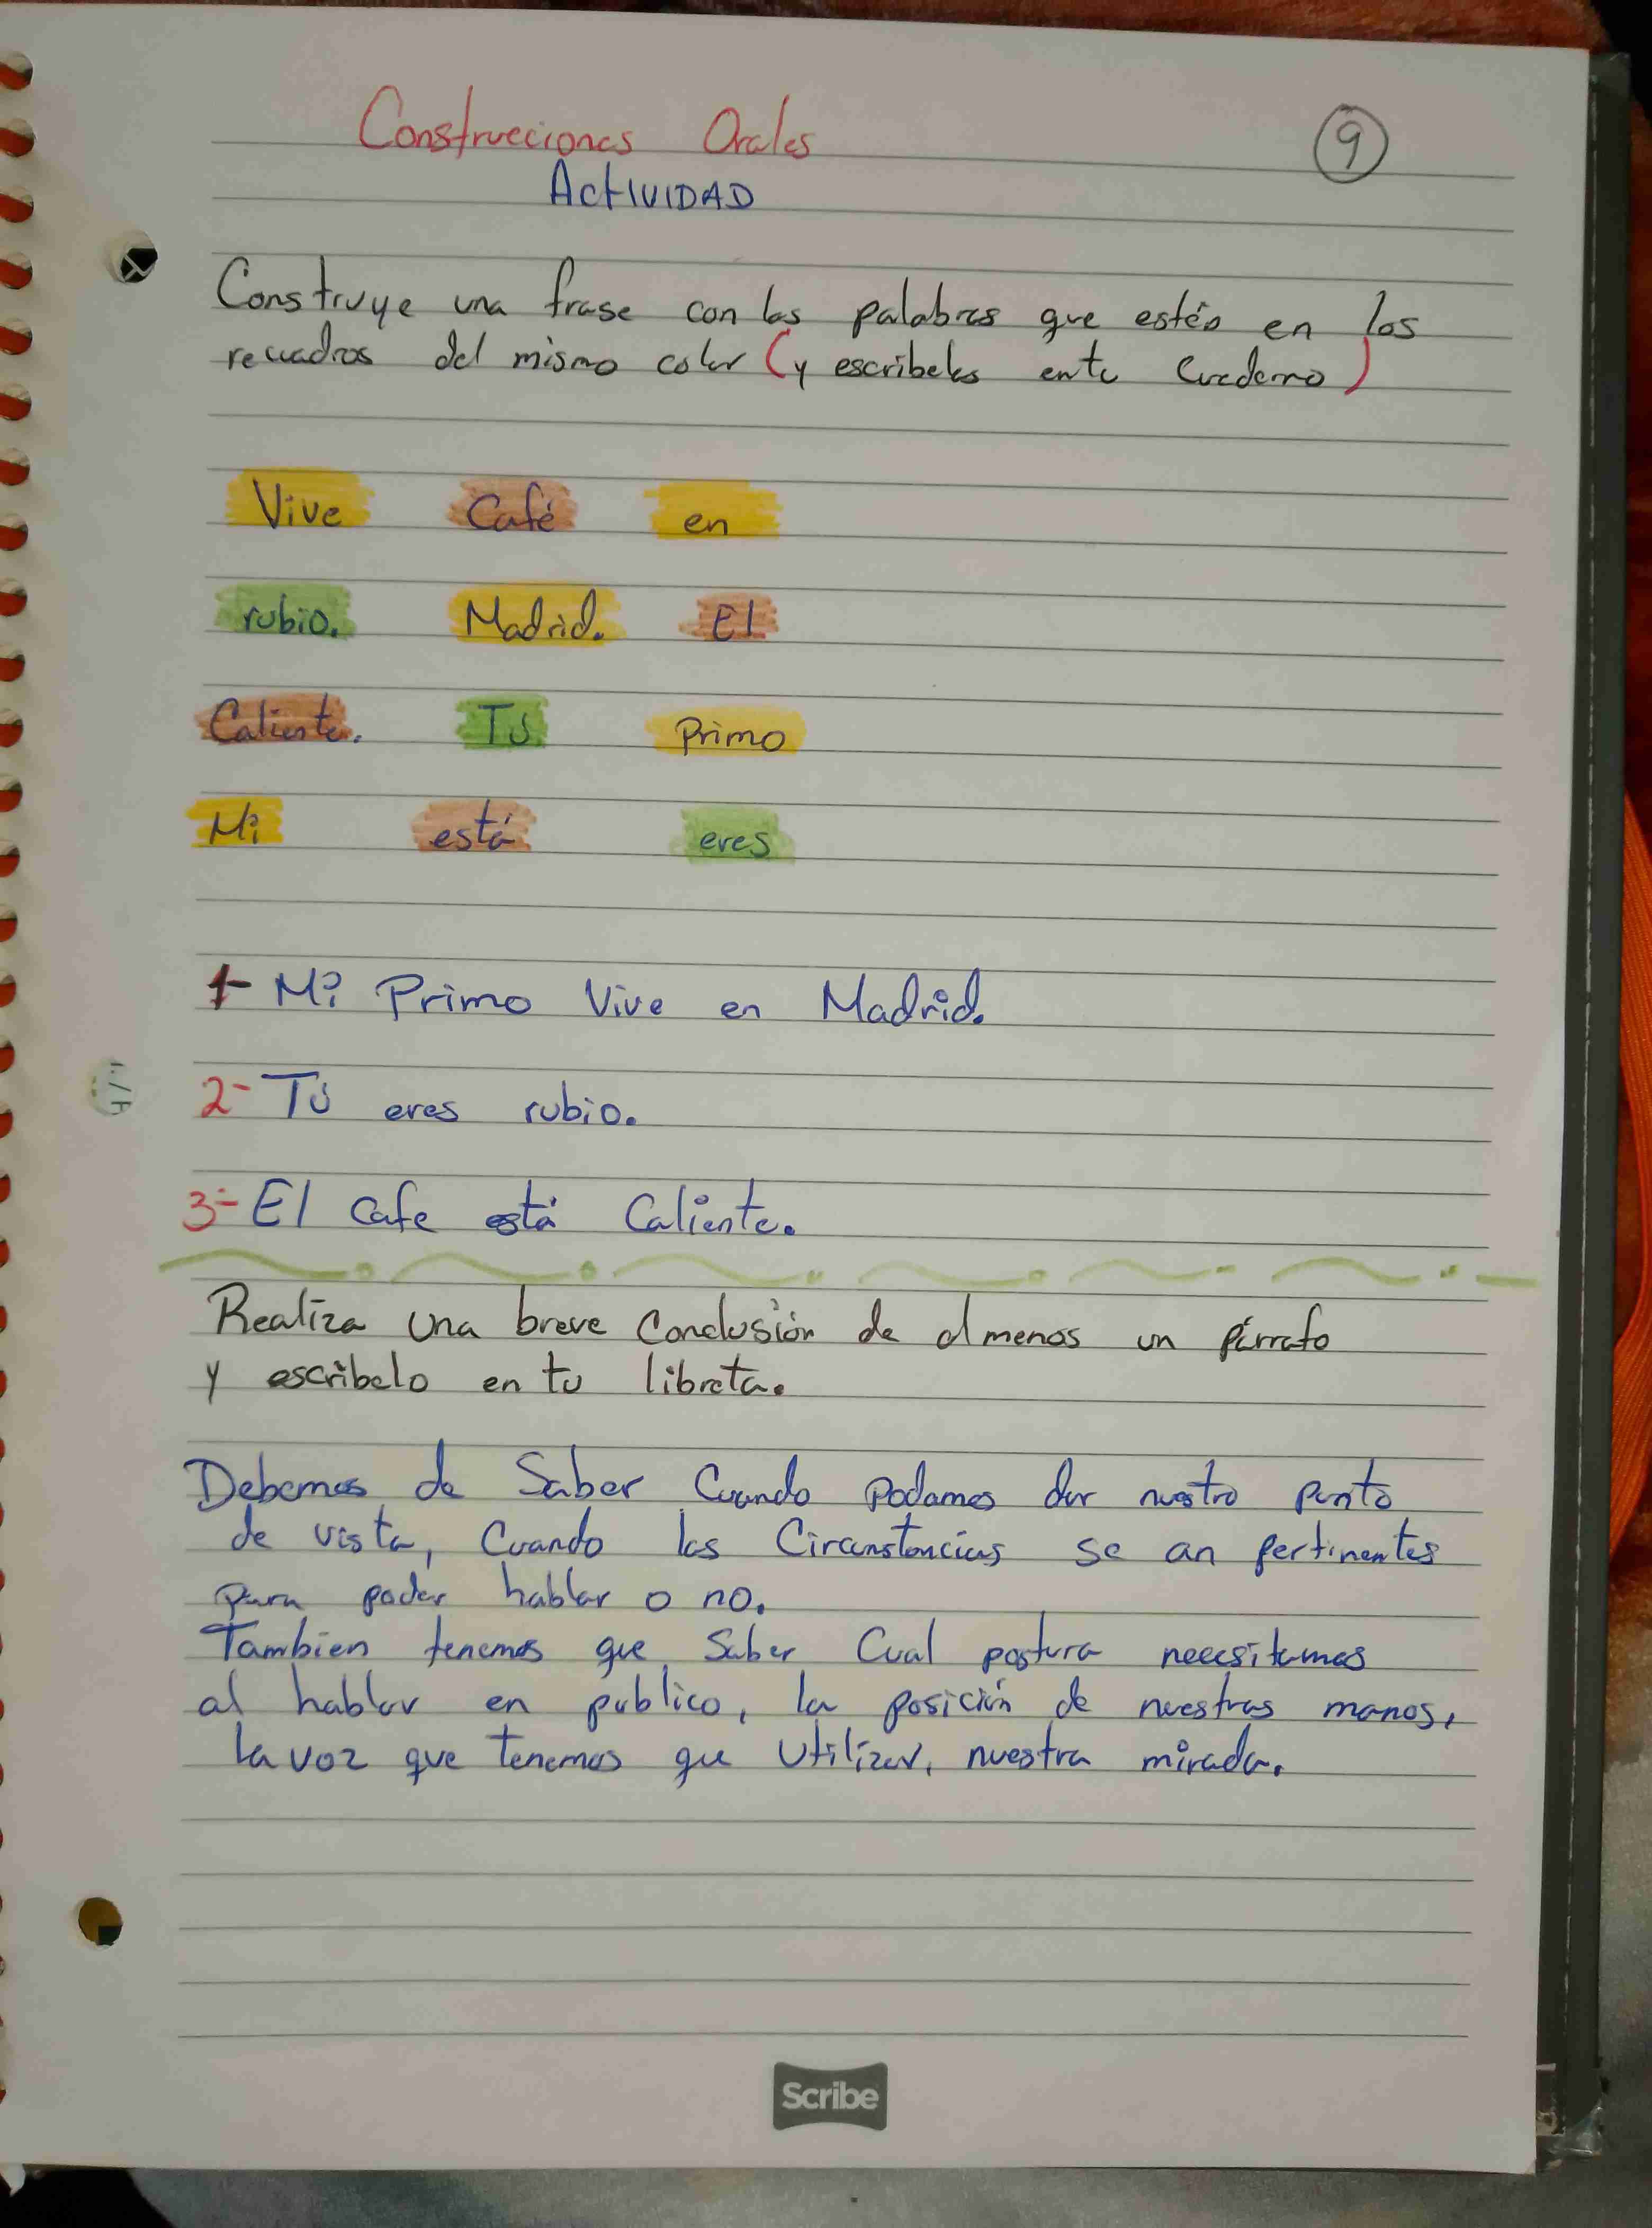 Construcciones Orales
9
ActIVIDAD
Construye una frase con las palabras que estén en los
recuadros del mismo color (y escribelas entu Cuaderno)
Vive Café en
rubio. Madrid. El
Caliente. Tú Primo
Mi está eres
1- Mi Primo Vive en Madrid.
2- Tú eres rubio.
3- El cafe está Caliente.
Realiza una breve Conclusión de al menos un párrafo
y escribelo en tu libreta.
Debemos de Saber Cuando podamos dar nuestro punto
de vista, Cuando las Circunstancias se an pertinentes
para poder hablar o no.
Tambien tenemos que Saber Cual postura necesitamos
al hablar en publico, la posición de nuestras manos,
la voz que tenemos que Utilizar, nuestra mirada.
Scribe